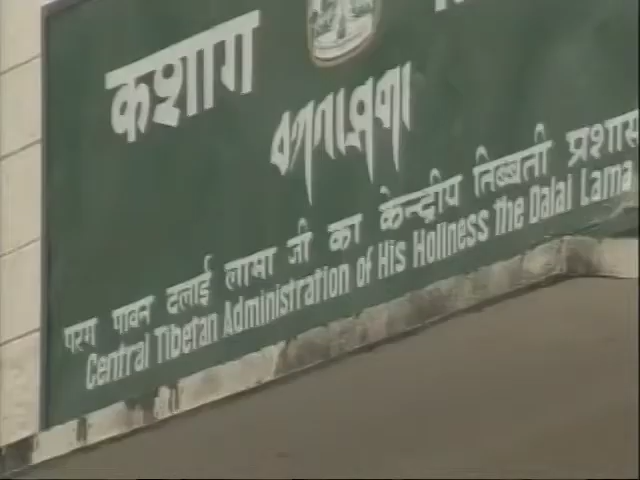 कशाग
བཀའ་ཤག
परम पावन दलाई लामा जी का केन्द्रीय तिब्बती प्रशास
Central Tibetan Administration of His Holiness the Dalai Lama